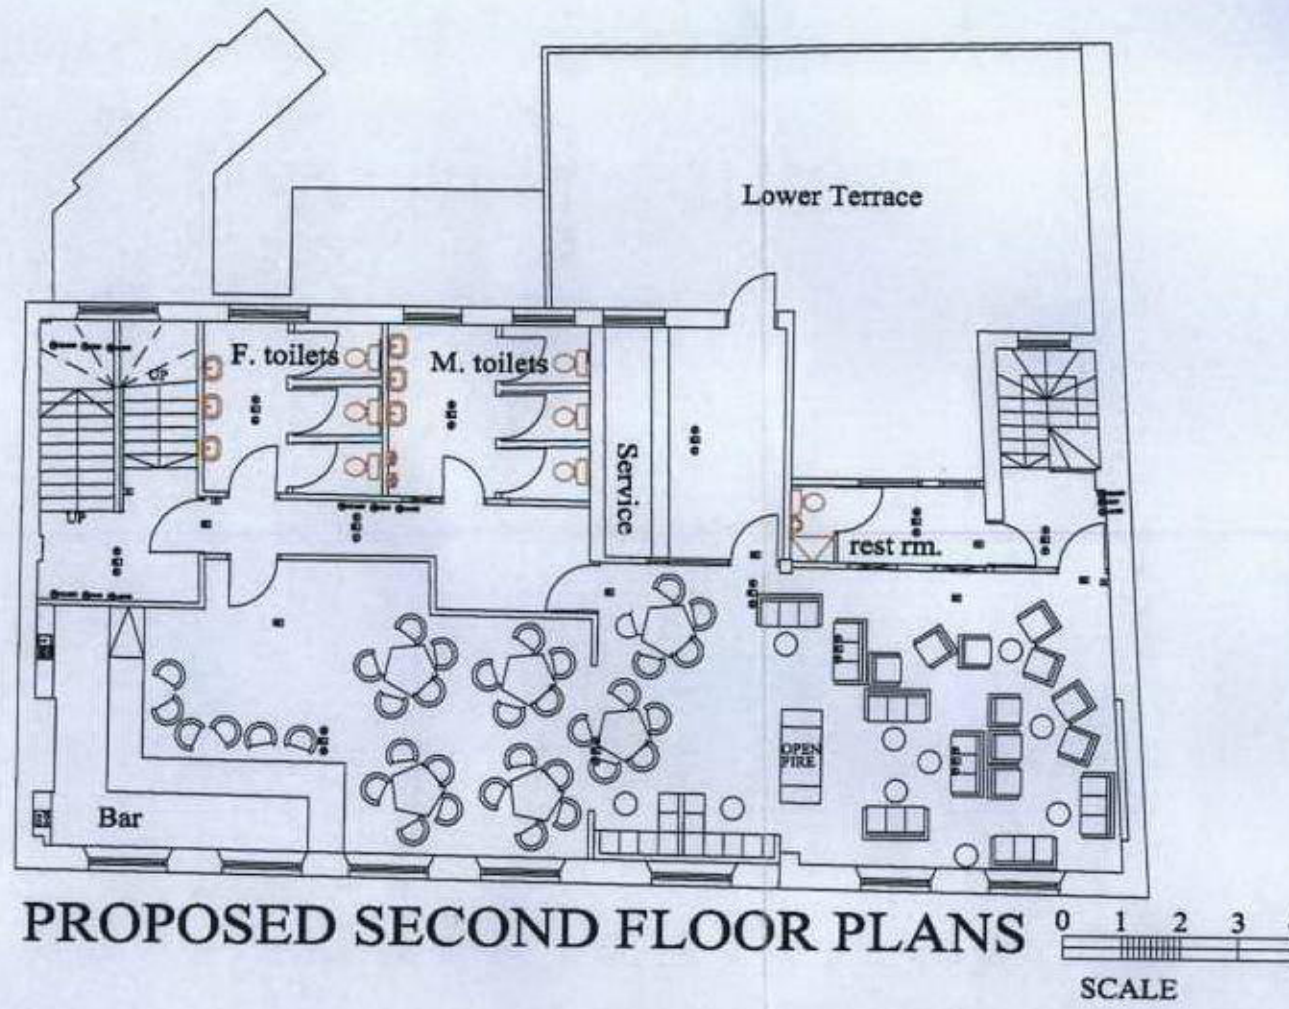 Lower Terrace
F. toilets
M. toilets
UP
Service
UP
rest rm.
OPEN
FIRE
Bar
PROPOSED SECOND FLOOR PLANS
0 1 2 3
SCALE